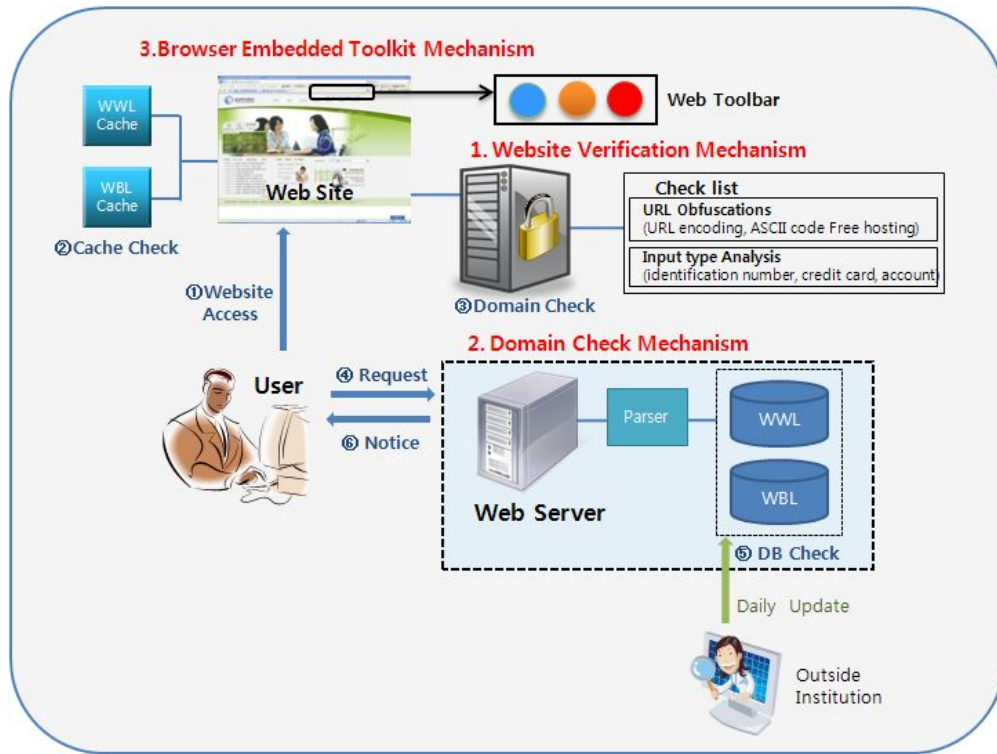 3.Browser Embedded Toolkit Mechanism
WWL
Cache
WBL
Cache
②Cache Check
Web Site
Web Toolbar
1. Website Verification Mechanism
Check list
URL Obfuscations
(URL encoding, ASCII code Free hosting)
Input type Analysis
(identification number, credit card, account)
①Website
Access
③Domain Check
2. Domain Check Mechanism
User
④ Request
⑥ Notice
Parser
WWL
WBL
Web Server
⑤ DB Check
Daily Update
Outside
Institution